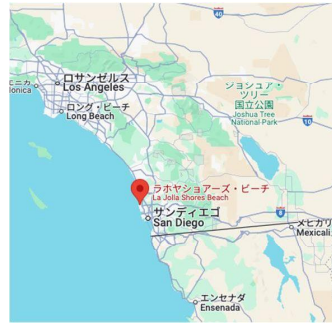 40
ロサンゼルス
Los Angeles
ニカ
onica
ロング・ビーチ
Long Beach
ジョシュア・
ツリー
国立公園
Joshua Tree
National Park
10
ラホヤショアーズ・ビーチ
La Jolla Shores Beach
サンディエゴ
San Diego
8
メヒカリ
Mexicali
エンセナダ
Ensenada